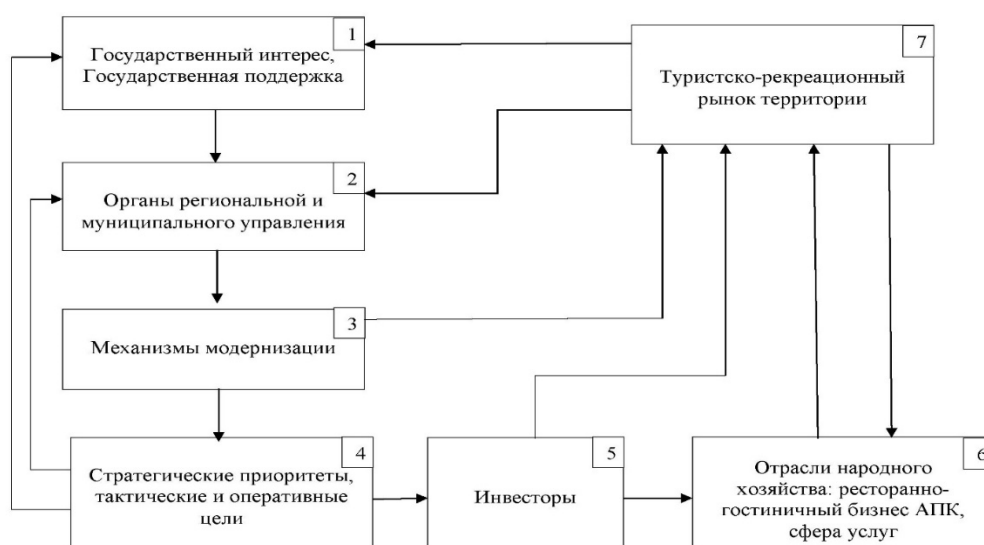 1
Государственный интерес,
Государственная поддержка
2
Органы региональной и
муниципального управления
3
Механизмы модернизации
4
Стратегические приоритеты,
тактические и оперативные
цели
5
Инвесторы
6
Отрасли народного
хозяйства: ресторанно-
гостиничный бизнес АПК,
сфера услуг
7
Туристско-рекреационный
рынок территории